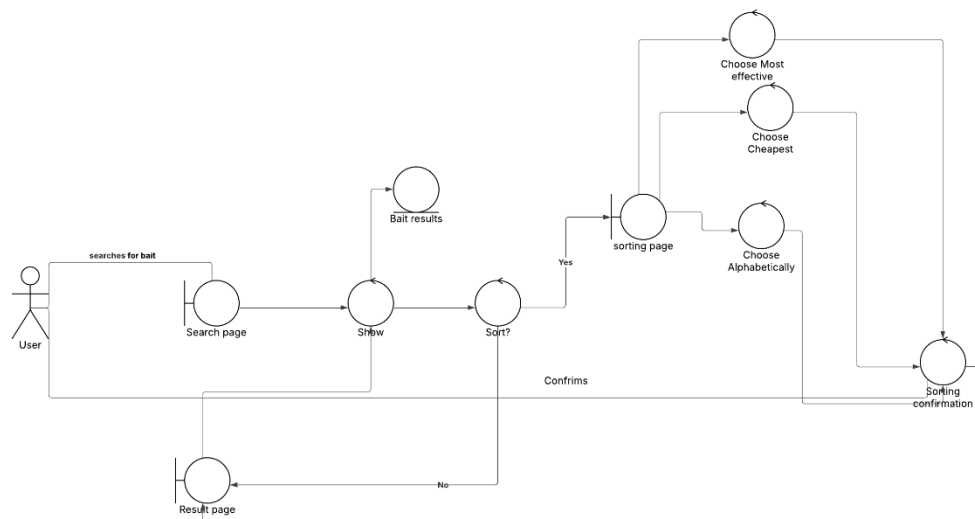 Choose Most
effective
Choose
Cheapest
Bait results
sorting page
Choose
Alphabetically
searches for bait
Yes
User
Search page
Show
Sort?
Confrims
Sorting
confirmation
No
Result page